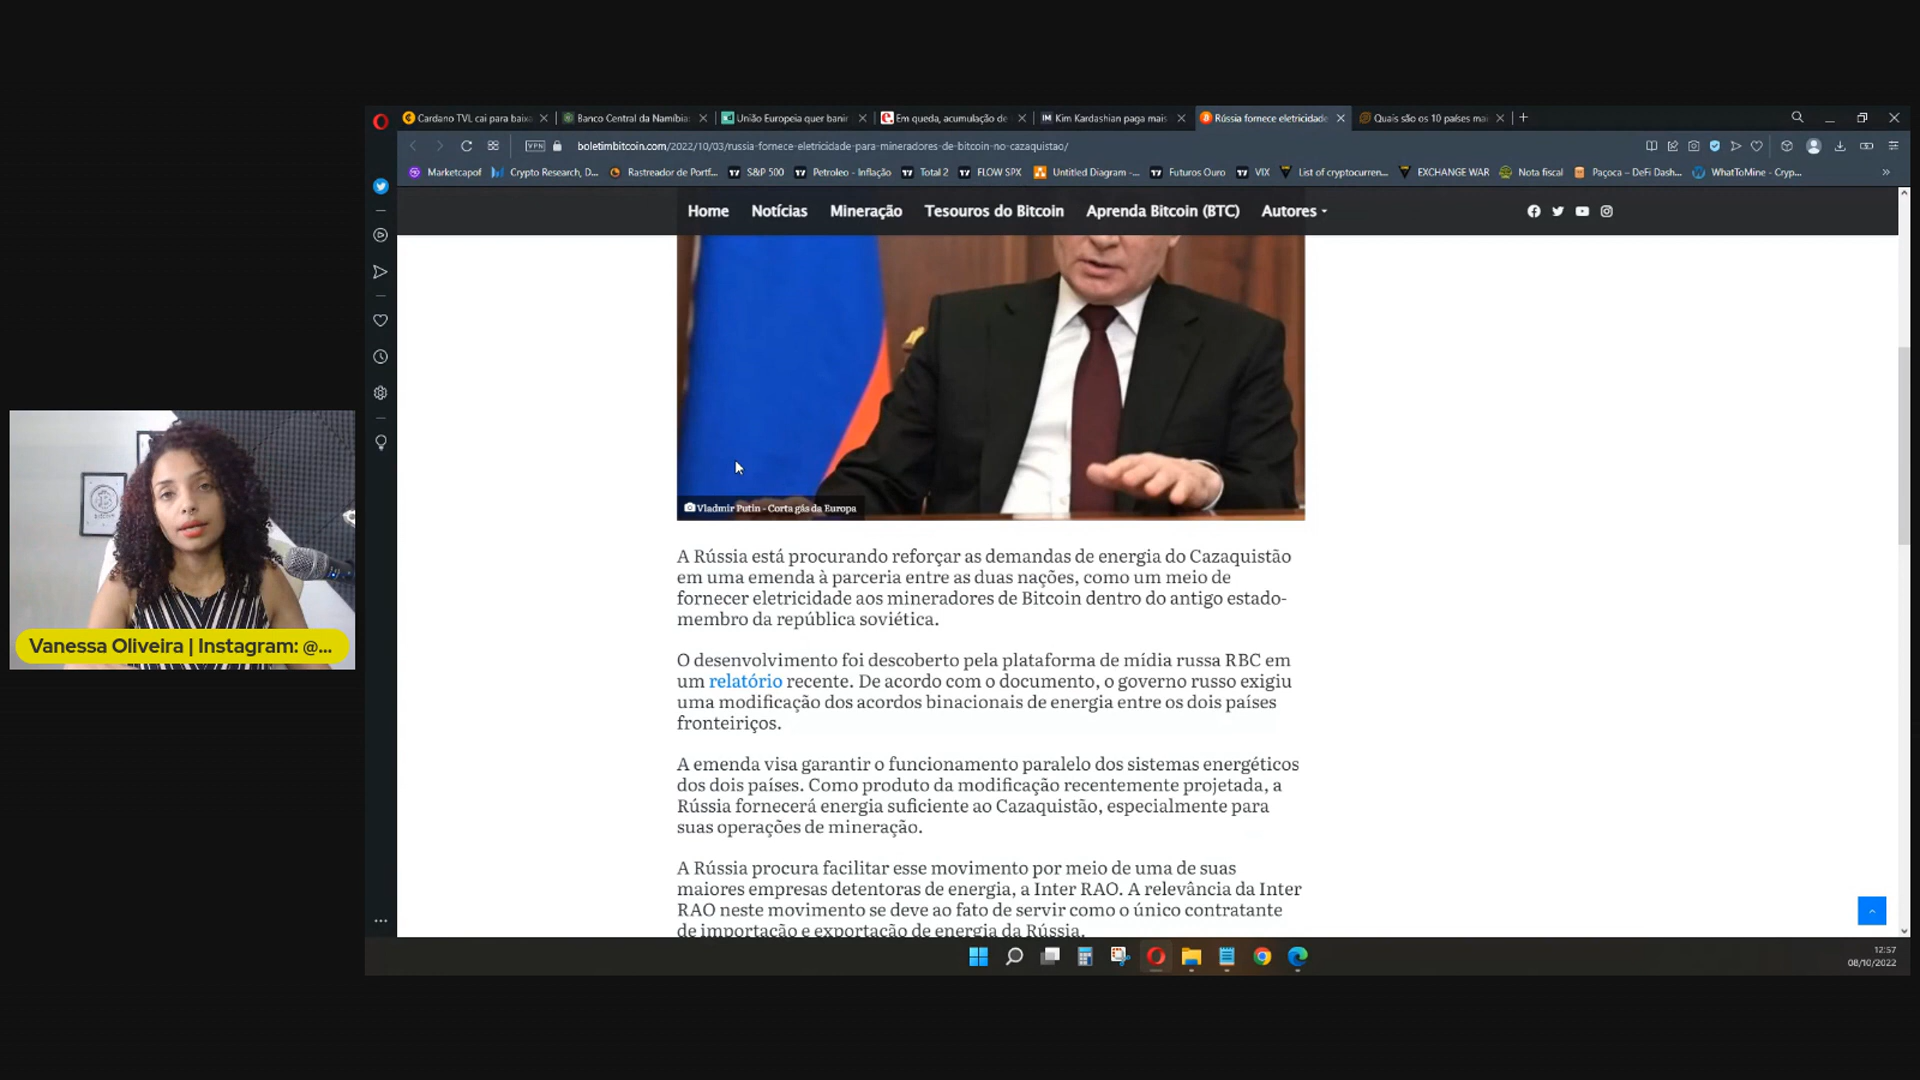 Cardano TVL cai para baixa
Banco Central da Namíbia:
União Europeia quer banir
Em queda, acumulação de
Kim Kardashian paga mais
Rússia fornece eletricidade
Quais são os 10 países mai
VPN
boletimbitcoin.com/2022/10/03/russia-fornece-eletricidade-para-mineradores-de-bitcoin-no-cazaquistao/
Marketcapof
Crypto Research, D...
Rastreador de Portf...
S&P 500
Petroleo - Inflação
Total 2
FLOW SPX
Untitled Diagram -...
Futuros Ouro
VIX
List of cryptocurren...
EXCHANGE WAR
Nota fiscal
Paçoca – DeFi Dash...
WhatToMine - Cryp...
Home
Notícias
Mineração
Tesouros do Bitcoin
Aprenda Bitcoin (BTC)
Autores
Vladmir Putin - Corta gás da Europa
A Rússia está procurando reforçar as demandas de energia do Cazaquistão
em uma emenda à parceria entre as duas nações, como um meio de
fornecer eletricidade aos mineradores de Bitcoin dentro do antigo estado-
membro da república soviética.
O desenvolvimento foi descoberto pela plataforma de mídia russa RBC em
um relatório recente. De acordo com o documento, o governo russo exigiu
uma modificação dos acordos binacionais de energia entre os dois países
fronteiriços.
A emenda visa garantir o funcionamento paralelo dos sistemas energéticos
dos dois países. Como produto da modificação recentemente projetada, a
Rússia fornecerá energia suficiente ao Cazaquistão, especialmente para
suas operações de mineração.
A Rússia procura facilitar esse movimento por meio de uma de suas
maiores empresas detentoras de energia, a Inter RAO. A relevância da Inter
RAO neste movimento se deve ao fato de servir como o único contratante
de importação e exportação de energia da Rússia.
Vanessa Oliveira | Instagram: @...
12:57
08/10/2022